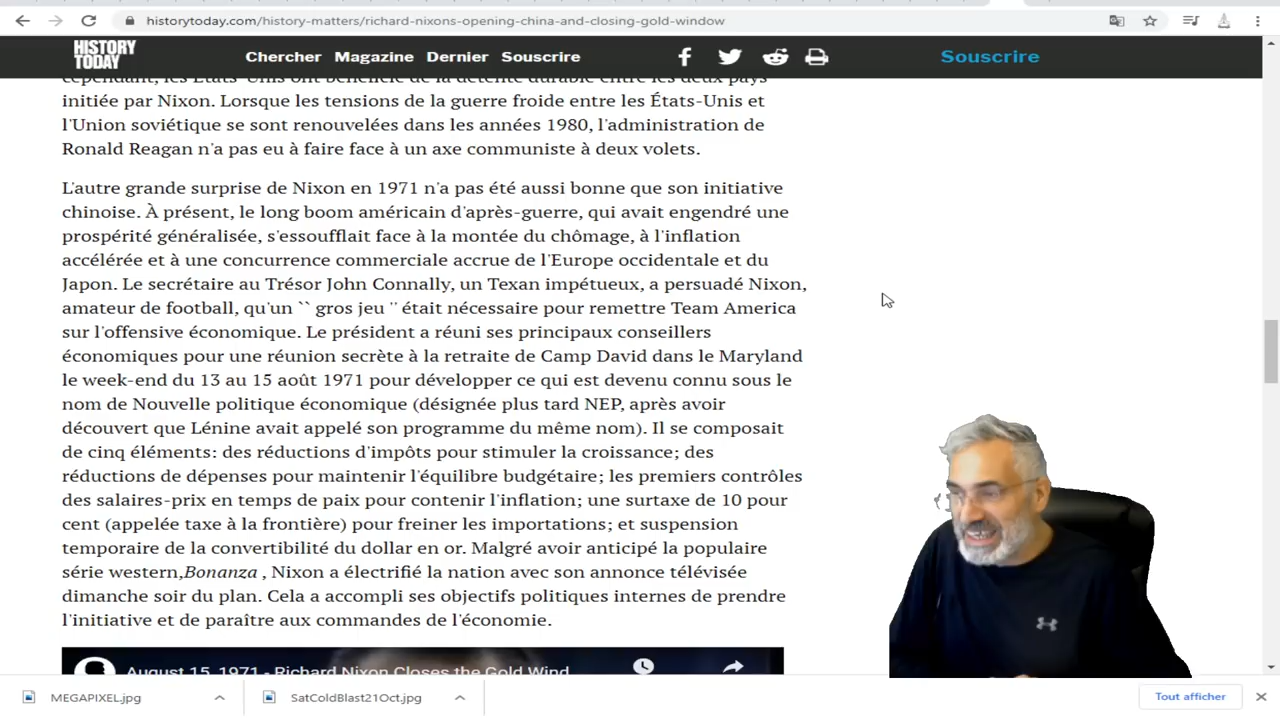 historytoday.com/history-matters/richard-nixons-opening-china-and-closing-gold-window
HISTORY
TODAY
Chercher Magazine Dernier Souscrire
Souscrire
cependant, les États-Unis ont bénéficié de la détente durable entre les deux pays
initiée par Nixon. Lorsque les tensions de la guerre froide entre les États-Unis et
l'Union soviétique se sont renouvelées dans les années 1980, l'administration de
Ronald Reagan n'a pas eu à faire face à un axe communiste à deux volets.
L'autre grande surprise de Nixon en 1971 n'a pas été aussi bonne que son initiative
chinoise. À présent, le long boom américain d'après-guerre, qui avait engendré une
prospérité généralisée, s'essoufflait face à la montée du chômage, à l'inflation
accélérée et à une concurrence commerciale accrue de l'Europe occidentale et du
Japon. Le secrétaire au Trésor John Connally, un Texan impétueux, a persuadé Nixon,
amateur de football, qu'un `` gros jeu '' était nécessaire pour remettre Team America
sur l'offensive économique. Le président a réuni ses principaux conseillers
économiques pour une réunion secrète à la retraite de Camp David dans le Maryland
le week-end du 13 au 15 août 1971 pour développer ce qui est devenu connu sous le
nom de Nouvelle politique économique (désignée plus tard NEP, après avoir
découvert que Lénine avait appelé son programme du même nom). Il se composait
de cinq éléments: des réductions d'impôts pour stimuler la croissance; des
réductions de dépenses pour maintenir l'équilibre budgétaire; les premiers contrôles
des salaires-prix en temps de paix pour contenir l'inflation; une surtaxe de 10 pour
cent (appelée taxe à la frontière) pour freiner les importations; et suspension
temporaire de la convertibilité du dollar en or. Malgré avoir anticipé la populaire
série western,Bonanza , Nixon a électrifié la nation avec son annonce télévisée
dimanche soir du plan. Cela a accompli ses objectifs politiques internes de prendre
l'initiative et de paraître aux commandes de l'économie.
August 15, 1971 - Richard Nixon Closes the Gold Wind
MEGAPIXEL.jpg
SatColdBlast21Oct.jpg
Tout afficher